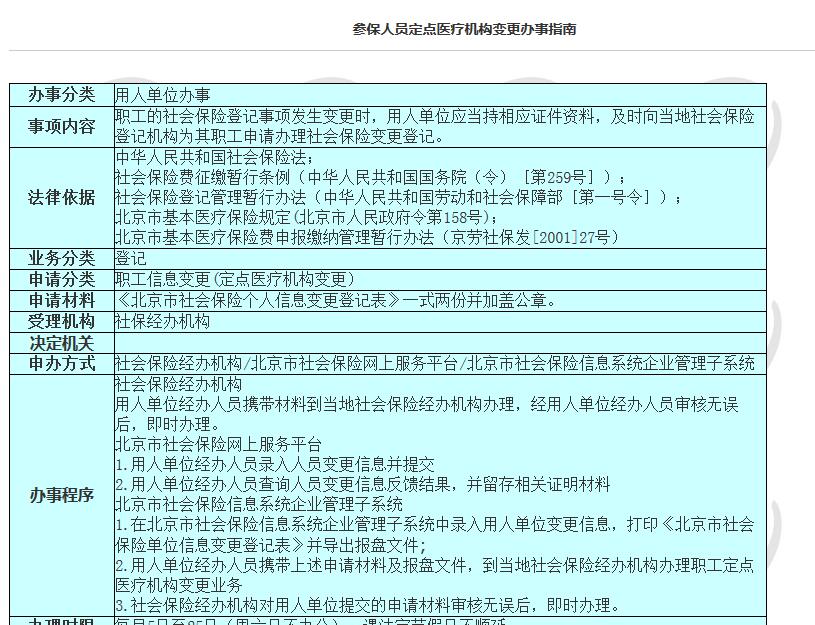 参保人员定点医疗机构变更办事指南
办事分类 用人单位办事
事项内容 职工的社会保险登记事项发生变更时，用人单位应当持相应证件资料，及时向当地社会保险
登记机构为其职工申请办理社会保险变更登记。
法律依据 中华人民共和国社会保险法；
社会保险费征缴暂行条例（中华人民共和国国务院（令）［第259号］）；
社会保险登记管理暂行办法（中华人民共和国劳动和社会保障部［第一号令］）；
北京市基本医疗保险规定(北京市人民政府令第158号)；
北京市基本医疗保险费申报缴纳管理暂行办法（京劳社保发[2001]27号）
业务分类 登记
申请分类 职工信息变更(定点医疗机构变更)
申请材料 《北京市社会保险个人信息变更登记表》一式两份并加盖公章。
受理机构 社保经办机构
决定机关
申办方式 社会保险经办机构/北京市社会保险网上服务平台/北京市社会保险信息系统企业管理子系统
办事程序 社会保险经办机构
用人单位经办人员携带材料到当地社会保险经办机构办理，经用人单位经办人员审核无误
后，即时办理。
北京市社会保险网上服务平台
1.用人单位经办人员录入人员变更信息并提交
2.用人单位经办人员查询人员变更信息反馈结果，并留存相关证明材料
北京市社会保险信息系统企业管理子系统
1.在北京市社会保险信息系统企业管理子系统中录入用人单位变更信息，打印《北京市社会
保险单位信息变更登记表》并导出报盘文件;
2.用人单位经办人员携带上述申请材料及报盘文件，到当地社会保险经办机构办理职工定点
医疗机构变更业务
3.社会保险经办机构对用人单位提交的申请材料审核无误后，即时办理。
办理时限 每月5日至25日（周六日不办公），遇法定节假日不顺延